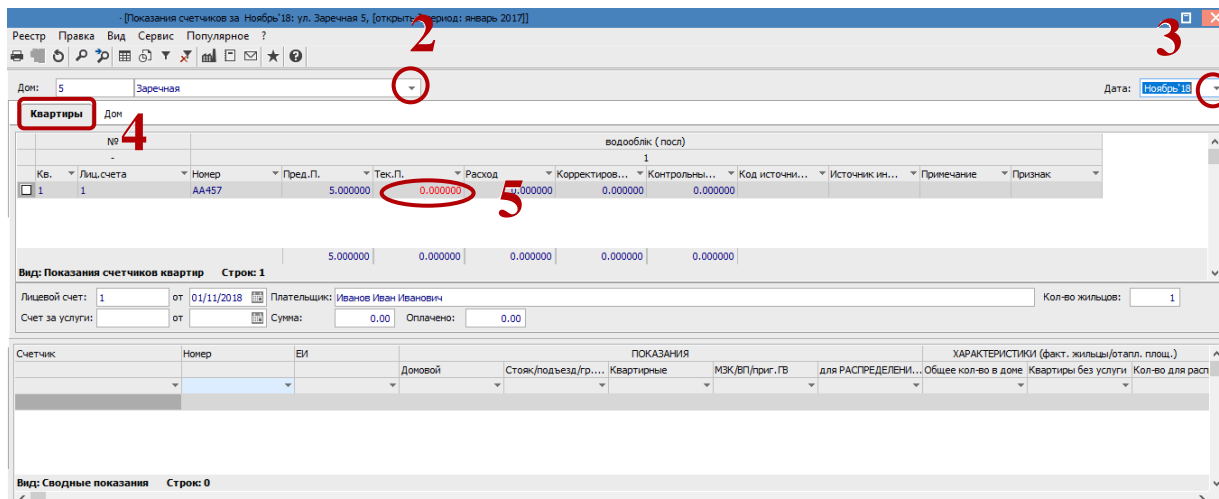 - [Показания счетчиков за Ноябрь'18: ул. Заречная 5, [открыть период: январь 2017]]
Реестр Правка Вид Сервис Популярное ?
2
3
Дом: 5 Заречная Дата: Ноябрь'18
Квартиры Дом
4
№ водооблік (посл)
- 1
Кв. Лиц.счета Номер Пред.П. Тек.П. Расход Корректиров... Контрольны... Код источни... Источник ин... Примечание Признак
1 1 AA457 5.000000 0.000000 0.000000 0.000000 0.000000
5
5.000000 0.000000 0.000000 0.000000 0.000000
Вид: Показания счетчиков квартир Строк: 1
Лицевой счет: 1 от 01/11/2018 Плательщик: Иванов Иван Иванович Кол-во жильцов: 1
Счет за услуги: от Сумма: 0.00 Оплачено: 0.00
Счетчик Номер ЕИ ПОКАЗАНИЯ ХАРАКТЕРИСТИКИ (факт. жильцы/отапл. площ.)
Домовой Стояк/подъезд/гр.... Квартирные МЗК/ВП/приг.ГВ для РАСПРЕДЕЛЕНИ... Общее кол-во в доме Квартиры без услуги Кол-во для расп
Вид: Сводные показания Строк: 0